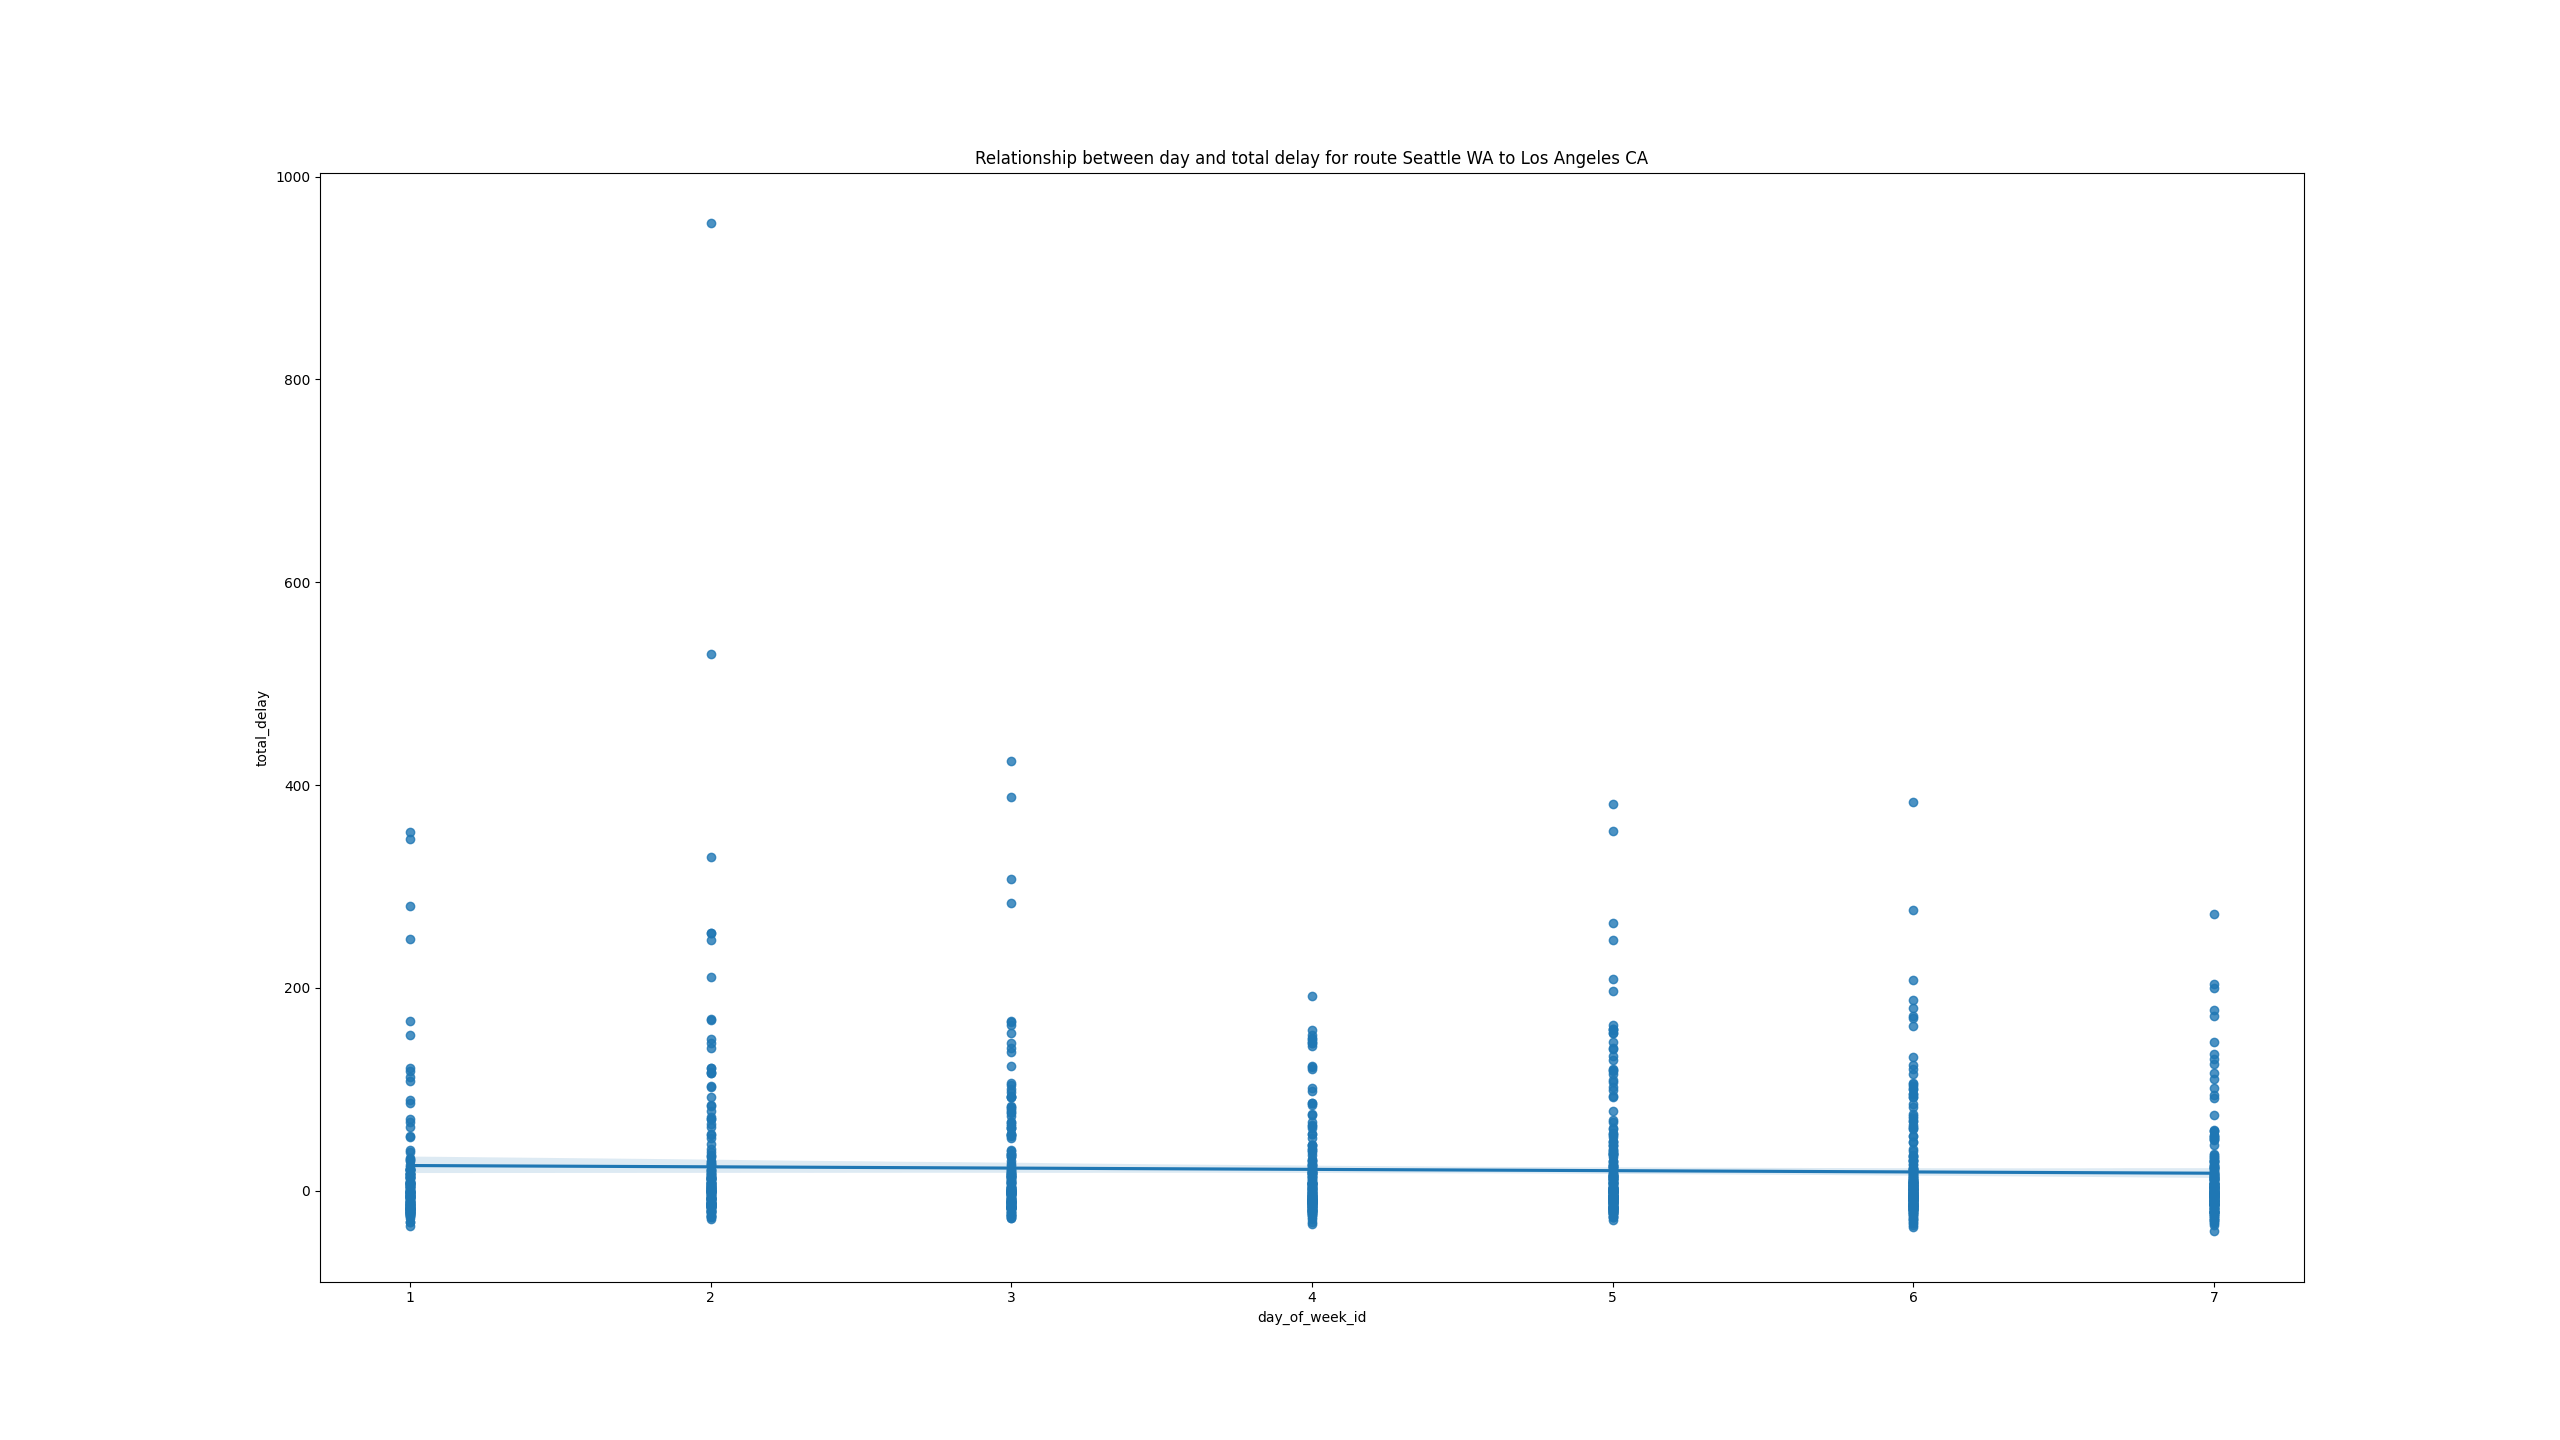 Relationship between day and total delay for route Seattle WA to Los Angeles CA
1000
800
600
400
200
0
total_delay
1 2 3 4 5 6 7
day_of_week_id